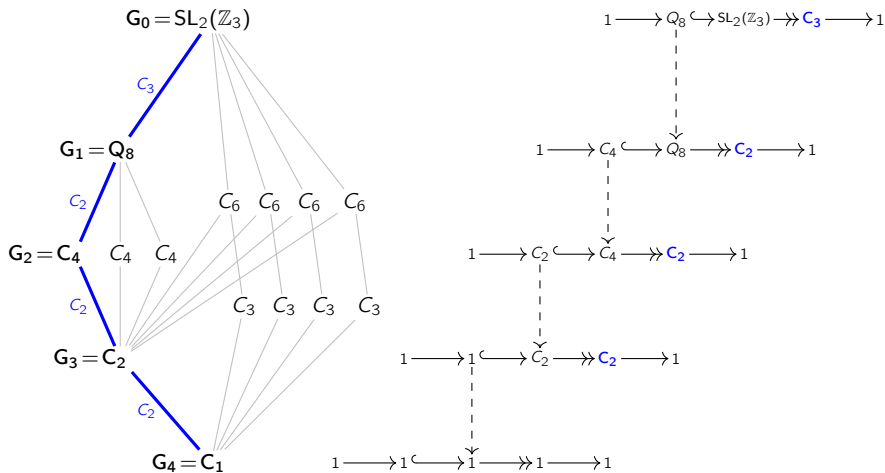 G₀ = SL₂(ℤ₃)
1 Q₈ SL₂(ℤ₃) C₃ 1
C₃
G₁ = Q₈
1 C₄ Q₈ C₂ 1
C₂
C₆ C₆ C₆ C₆
G₂ = C₄ C₄ C₄
1 C₂ C₄ C₂ 1
C₂
C₃ C₃ C₃ C₃
G₃ = C₂
1 1 C₂ C₂ 1
C₂
G₄ = C₁
1 1 1 1 1